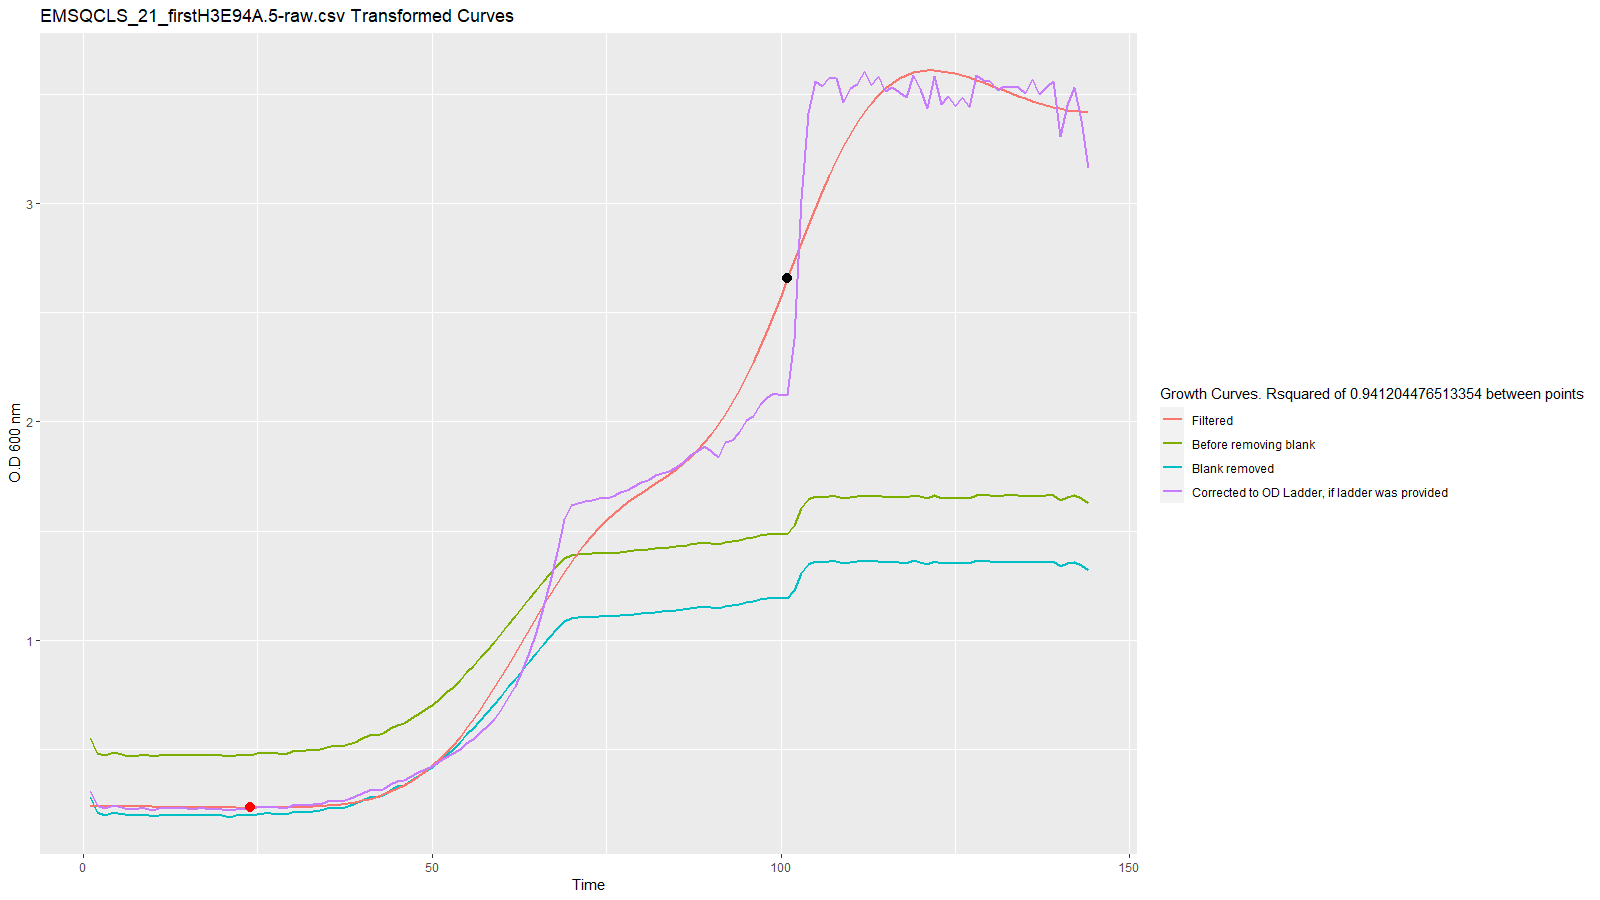 EMSQCLS_21_firstH3E94A.5-raw.csv Transformed Curves
3
2
1
O.D 600 nm
0
50
100
150
Time
Growth Curves. Rsquared of 0.941204476513354 between points
Filtered
Before removing blank
Blank removed
Corrected to OD Ladder, if ladder was provided